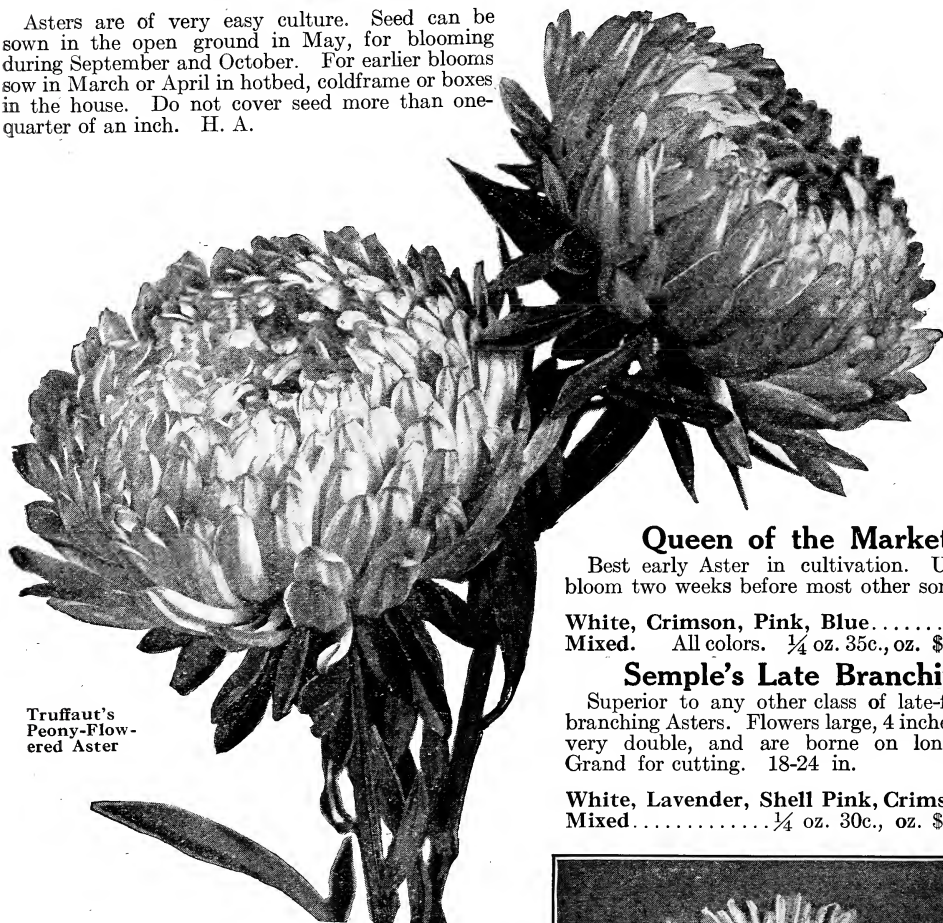 Asters are of very easy culture. Seed can be
sown in the open ground in May, for blooming
during September and October. For earlier blooms
sow in March or April in hotbed, coldframe or boxes
in the house. Do not cover seed more than one-
quarter of an inch. H. A.
Truffaut's
Peony-Flow-
ered Aster
Queen of the Market
Best early Aster in cultivation. U
bloom two weeks before most other sor
White, Crimson, Pink, Blue.......
Mixed. All colors. ¼ oz. 35c., oz. $
Semple's Late Branchi
Superior to any other class of late-f
branching Asters. Flowers large, 4 inche
very double, and are borne on lon
Grand for cutting. 18-24 in.
White, Lavender, Shell Pink, Crims
Mixed.............¼ oz. 30c., oz. $